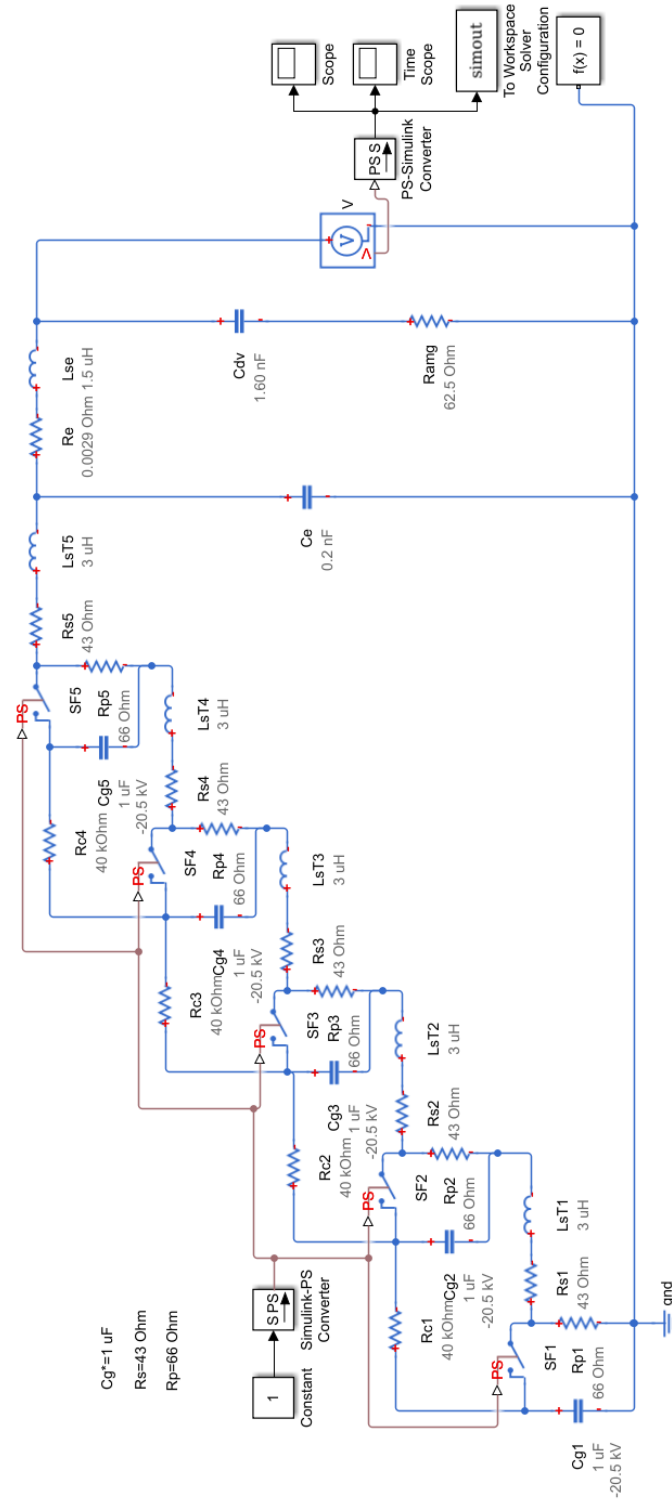 Cg*=1 uF
Rs=43 Ohm
Rp=66 Ohm
1
Constant
S PS
Simulink-PS
Converter
Cg1
1 uF
-20.5 kV
PS
SF1
Rp1
66 Ohm
Rs1
43 Ohm
LsT1
3 uH
gnd
Rc1
40 kOhm
Cg2
1 uF
-20.5 kV
PS
SF2
Rp2
66 Ohm
Rs2
43 Ohm
LsT2
3 uH
Rc2
40 kOhm
Cg3
1 uF
-20.5 kV
PS
SF3
Rp3
66 Ohm
Rs3
43 Ohm
LsT3
3 uH
Rc3
40 kOhm
Cg4
1 uF
-20.5 kV
PS
SF4
Rp4
66 Ohm
Rs4
43 Ohm
LsT4
3 uH
Rc4
40 kOhm
Cg5
1 uF
-20.5 kV
PS
SF5
Rp5
66 Ohm
Rs5
43 Ohm
LsT5
3 uH
Ce
0.2 nF
Re
0.0029 Ohm
Lse
1.5 uH
Cdv
1.60 nF
Ramg
62.5 Ohm
V
V
V
PS S
PS-Simulink
Converter
Scope
Time
Scope
simout
To Workspace
Solver
Configuration
f(x) = 0